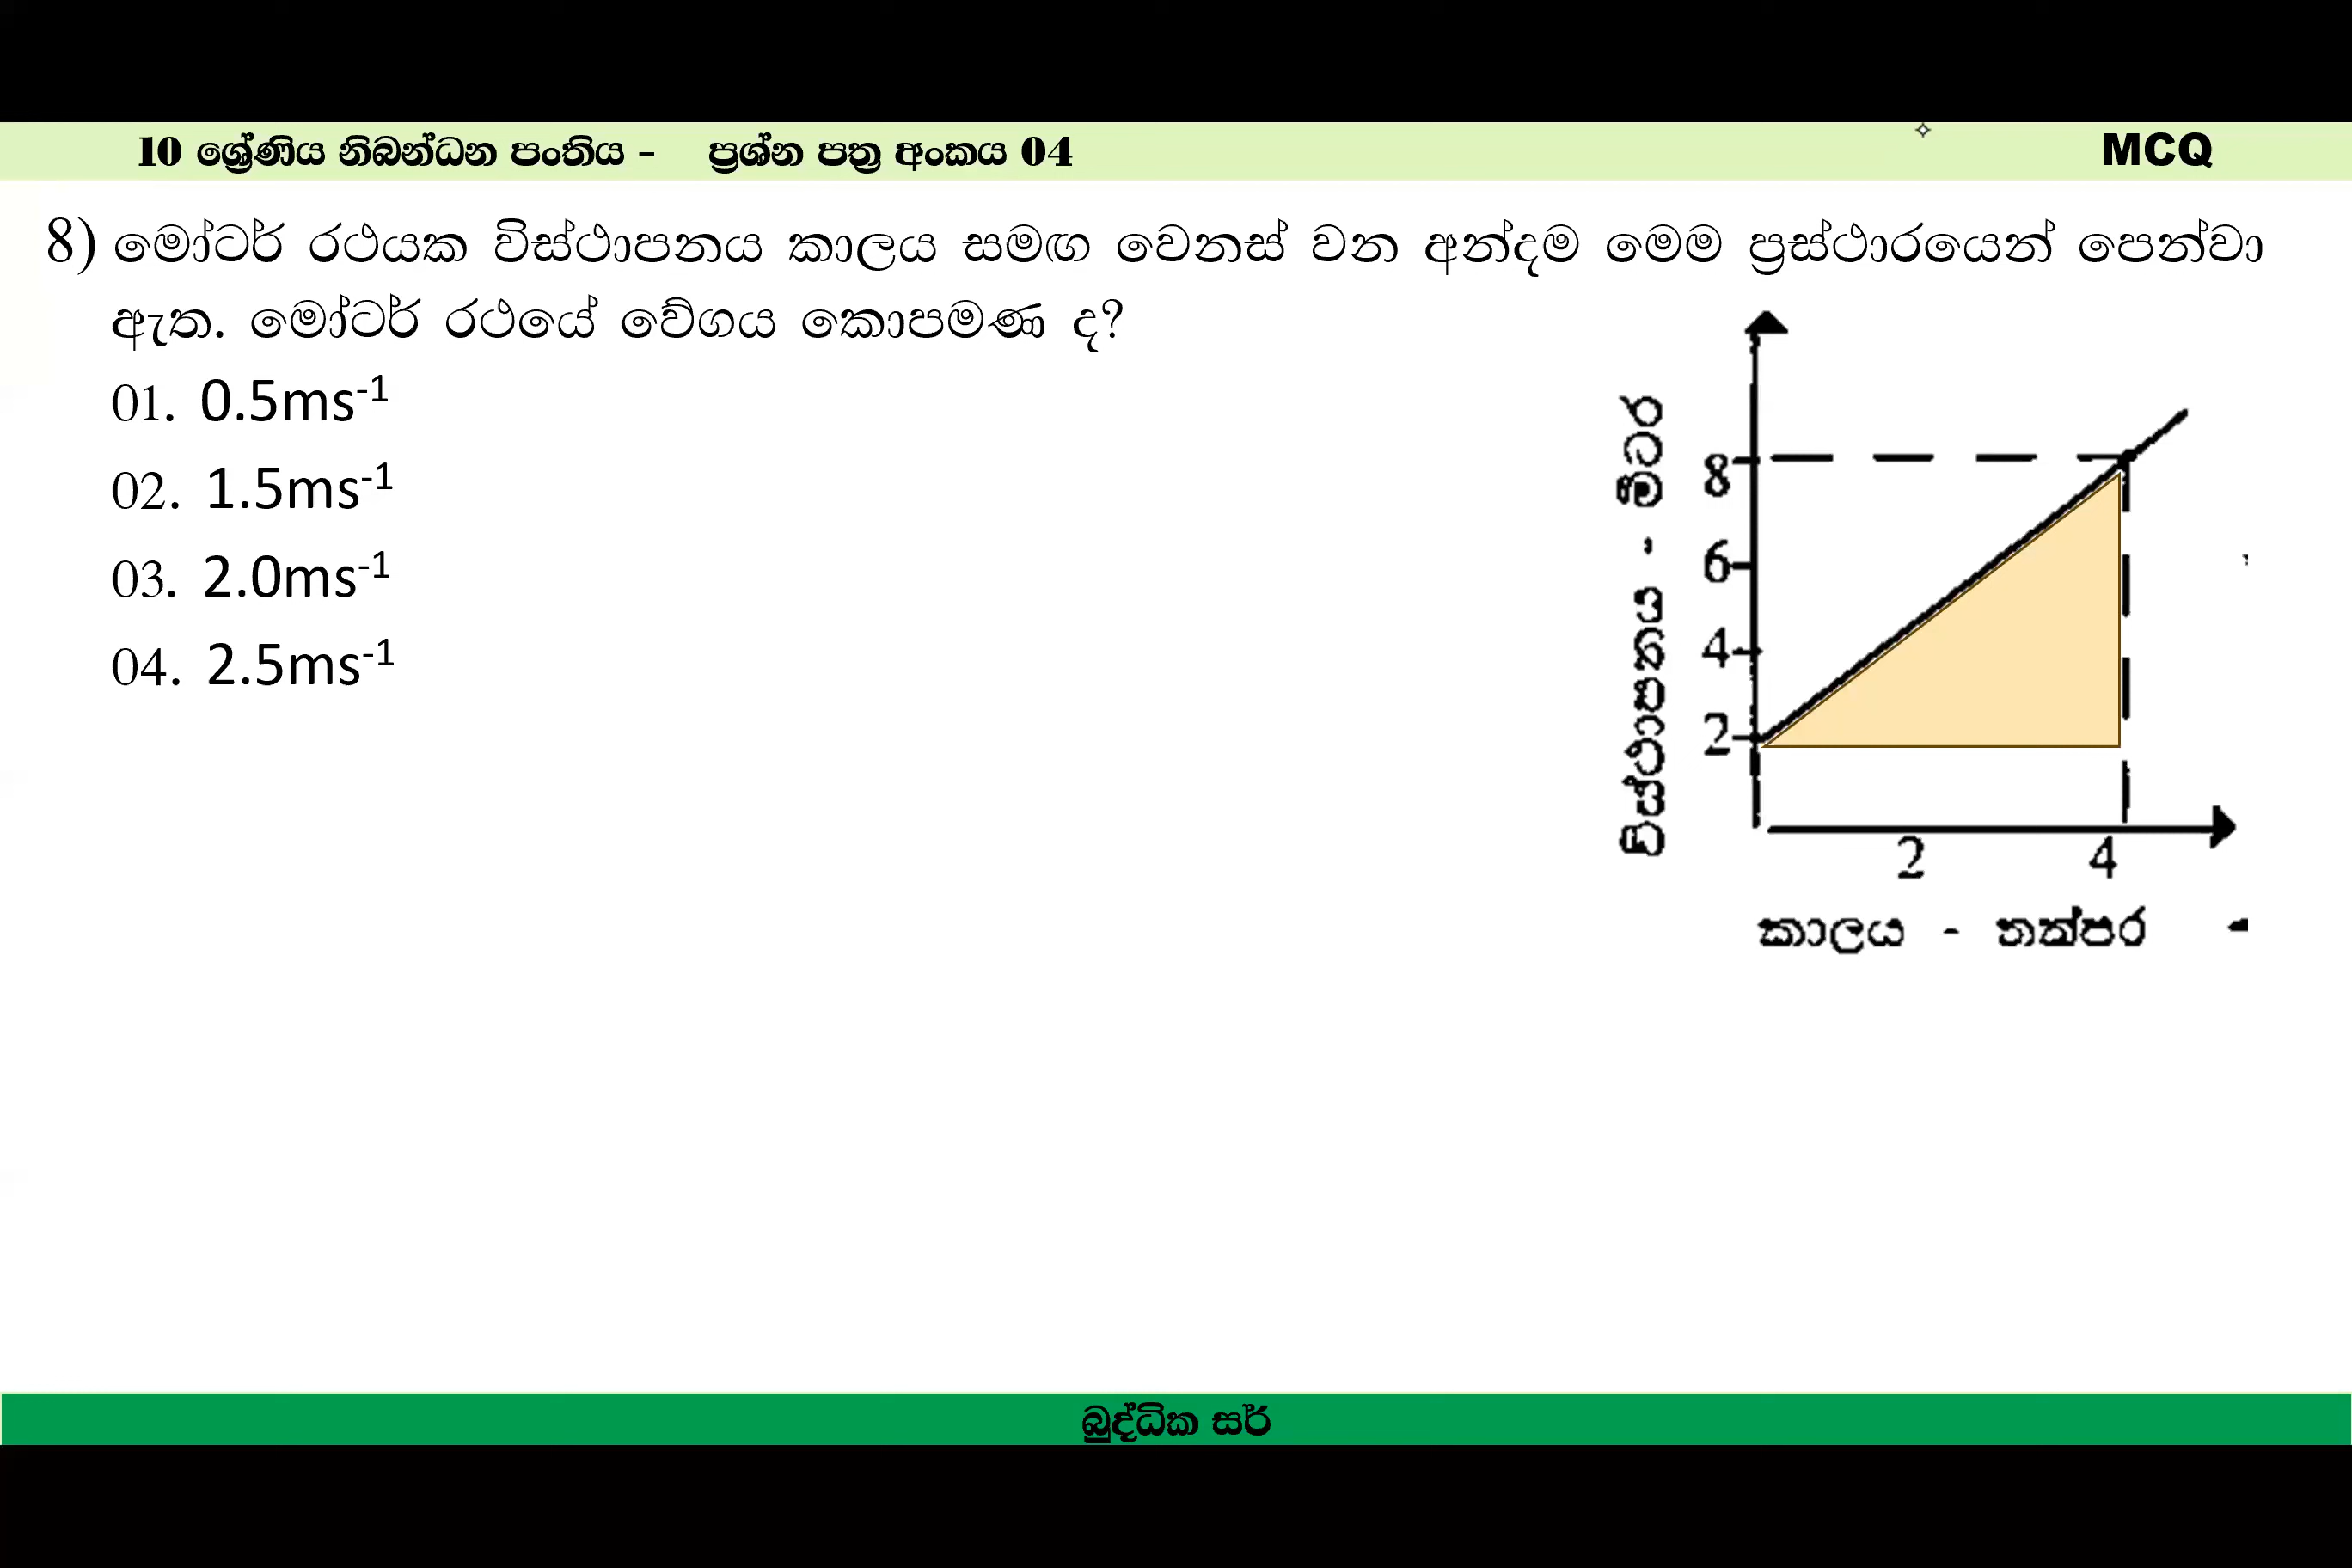 10 ශ්‍රේණිය නිබන්ධන පංතිය - ප්‍රශ්න පත්‍ර අංකය 04
MCQ
8) මෝටර් රථයක විස්ථාපනය කාලය සමඟ වෙනස් වන අන්දම මෙම ප්‍රස්ථාරයෙන් පෙන්වා
ඇත. මෝටර් රථයේ වේගය කොපමණ ද?
01. 0.5ms⁻¹
02. 1.5ms⁻¹
03. 2.0ms⁻¹
04. 2.5ms⁻¹
විස්ථාපනය - මීටර
8
6
4
2
2 4
කාලය - තත්පර
බුද්ධික සර්